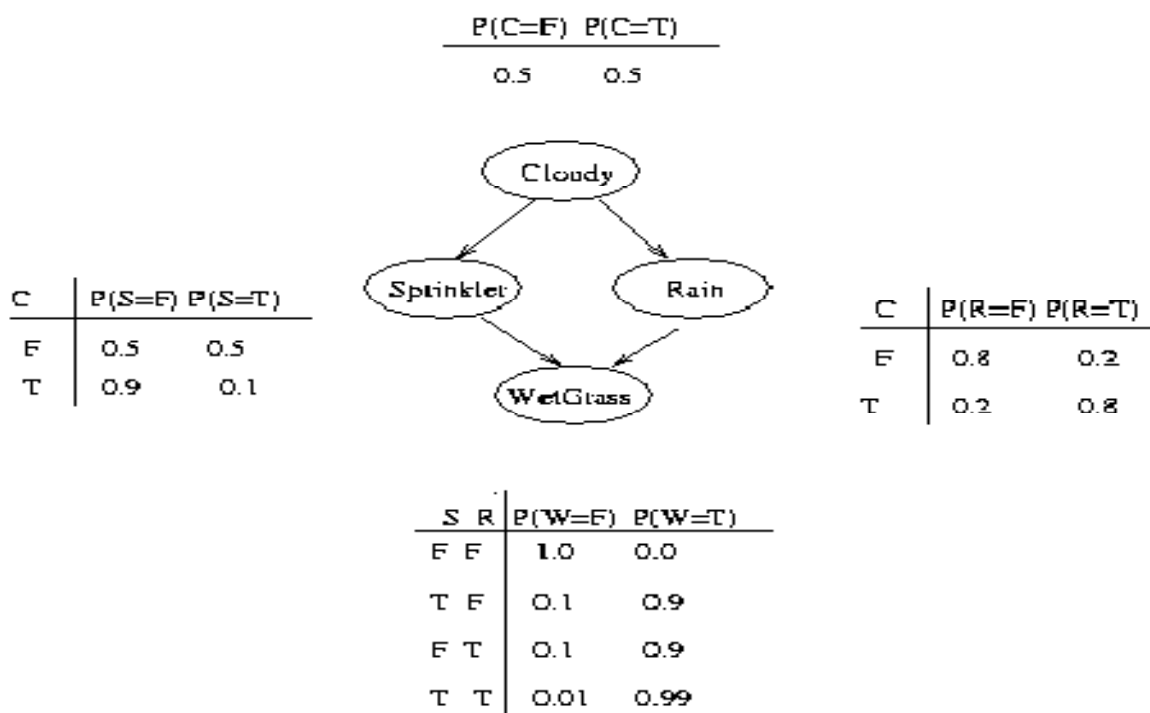 P(C=F) P(C=T)
0.5 0.5
Cloudy
Sprinkler
Rain
C P(S=F) P(S=T)
F 0.5 0.5
T 0.9 0.1
C P(R=F) P(R=T)
F 0.8 0.2
T 0.2 0.8
WetGrass
S R P(W=F) P(W=T)
F F 1.0 0.0
T F 0.1 0.9
F T 0.1 0.9
T T 0.01 0.99